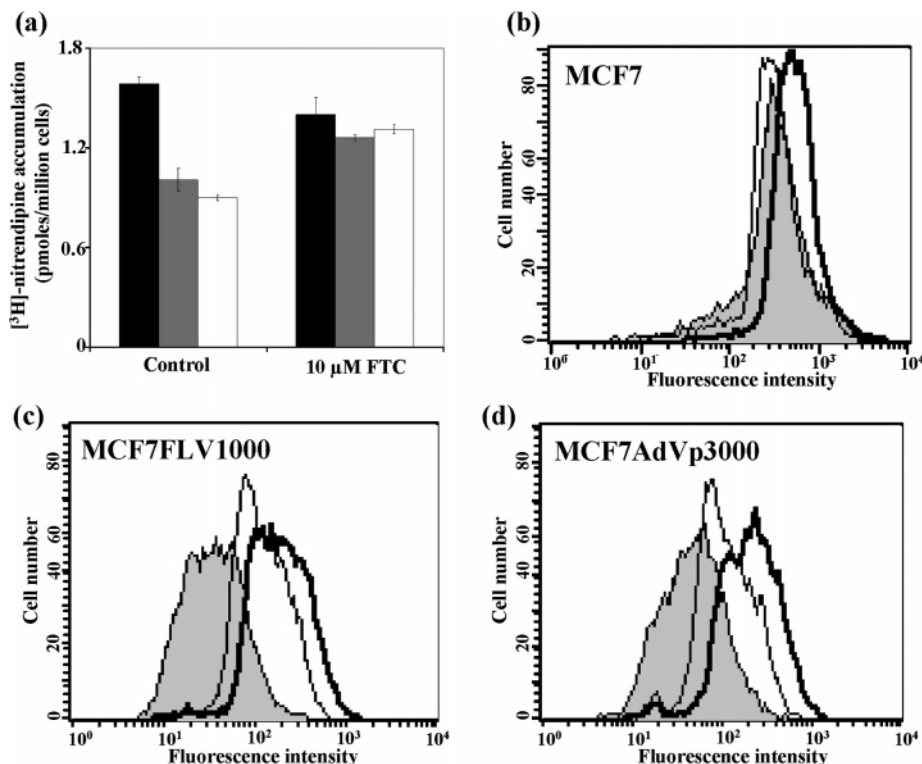 (a)
[³H]-nitrendipine accumulation
(pmoles/million cells)
1.8
1.2
0.6
0
Control
10 µM FTC
(b)
MCF7
Cell number
80
60
40
20
0
10⁶
10¹
10²
10³
10⁴
Fluorescence intensity
(c)
MCF7FLV1000
Cell number
80
60
40
20
0
10⁰
10¹
10²
10³
10⁴
Fluorescence intensity
(d)
MCF7AdVp3000
Cell number
80
60
40
20
0
10⁰
10¹
10²
10³
10⁴
Fluorescence intensity